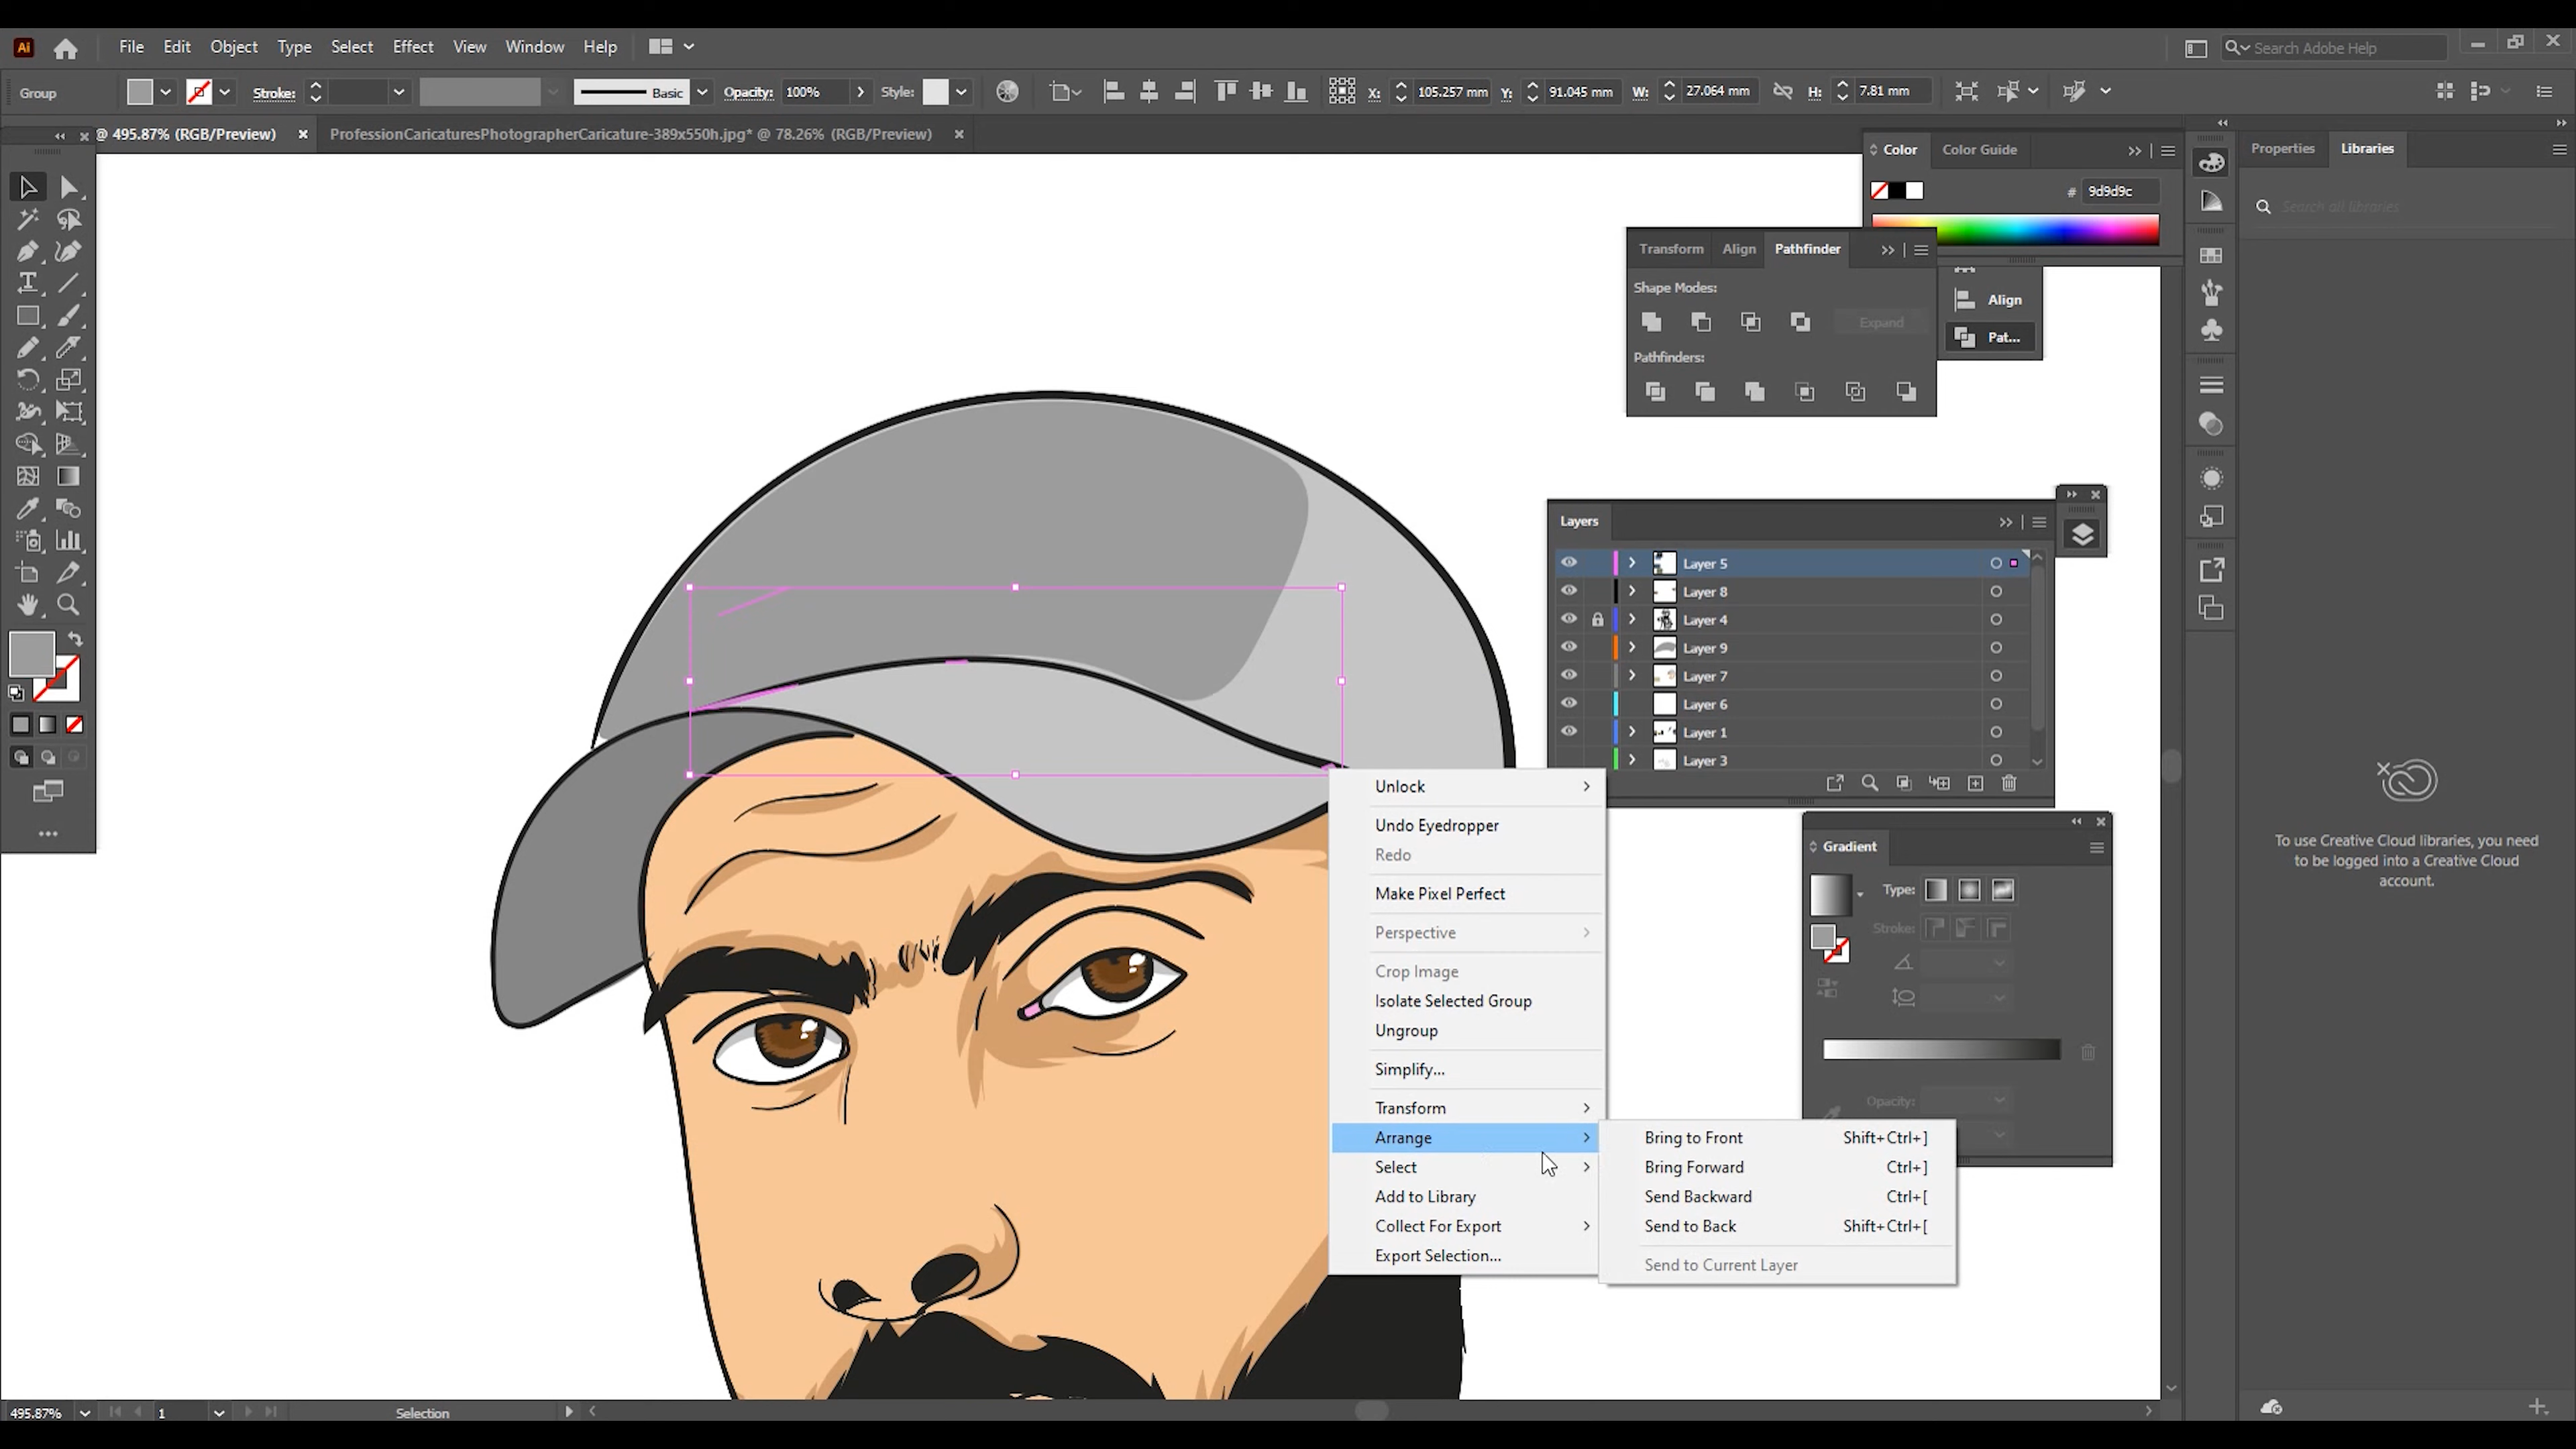 Ai File Edit Object Type Select Effect View Window Help Search Adobe Help
Group Stroke: Basic Opacity: 100% Style: X: 105.257 mm Y: 91.045 mm W: 27.064 mm H: 7.81 mm
@ 495.87% (RGB/Preview) × ProfessionCaricaturesPhotographerCaricature-389x550h.jpg* @ 78.26% (RGB/Preview) ×
Color Color Guide
# 9d9d9c
Properties Libraries
Search all libraries
Transform Align Pathfinder
Shape Modes:
Expand
Pathfinders:
Align
Pat...
Layers
Layer 5
Layer 8
Layer 4
Layer 9
Layer 7
Layer 6
Layer 1
Layer 3
Unlock
Undo Eyedropper
Redo
Make Pixel Perfect
Perspective
Crop Image
Isolate Selected Group
Ungroup
Simplify...
Transform
Arrange
Select
Add to Library
Collect For Export
Export Selection...
Bring to Front Shift+Ctrl+]
Bring Forward Ctrl+]
Send Backward Ctrl+[
Send to Back Shift+Ctrl+[
Send to Current Layer
Gradient
Type:
Stroke:
Opacity:
To use Creative Cloud libraries, you need
to be logged into a Creative Cloud
account.
495.87% 1 Selection